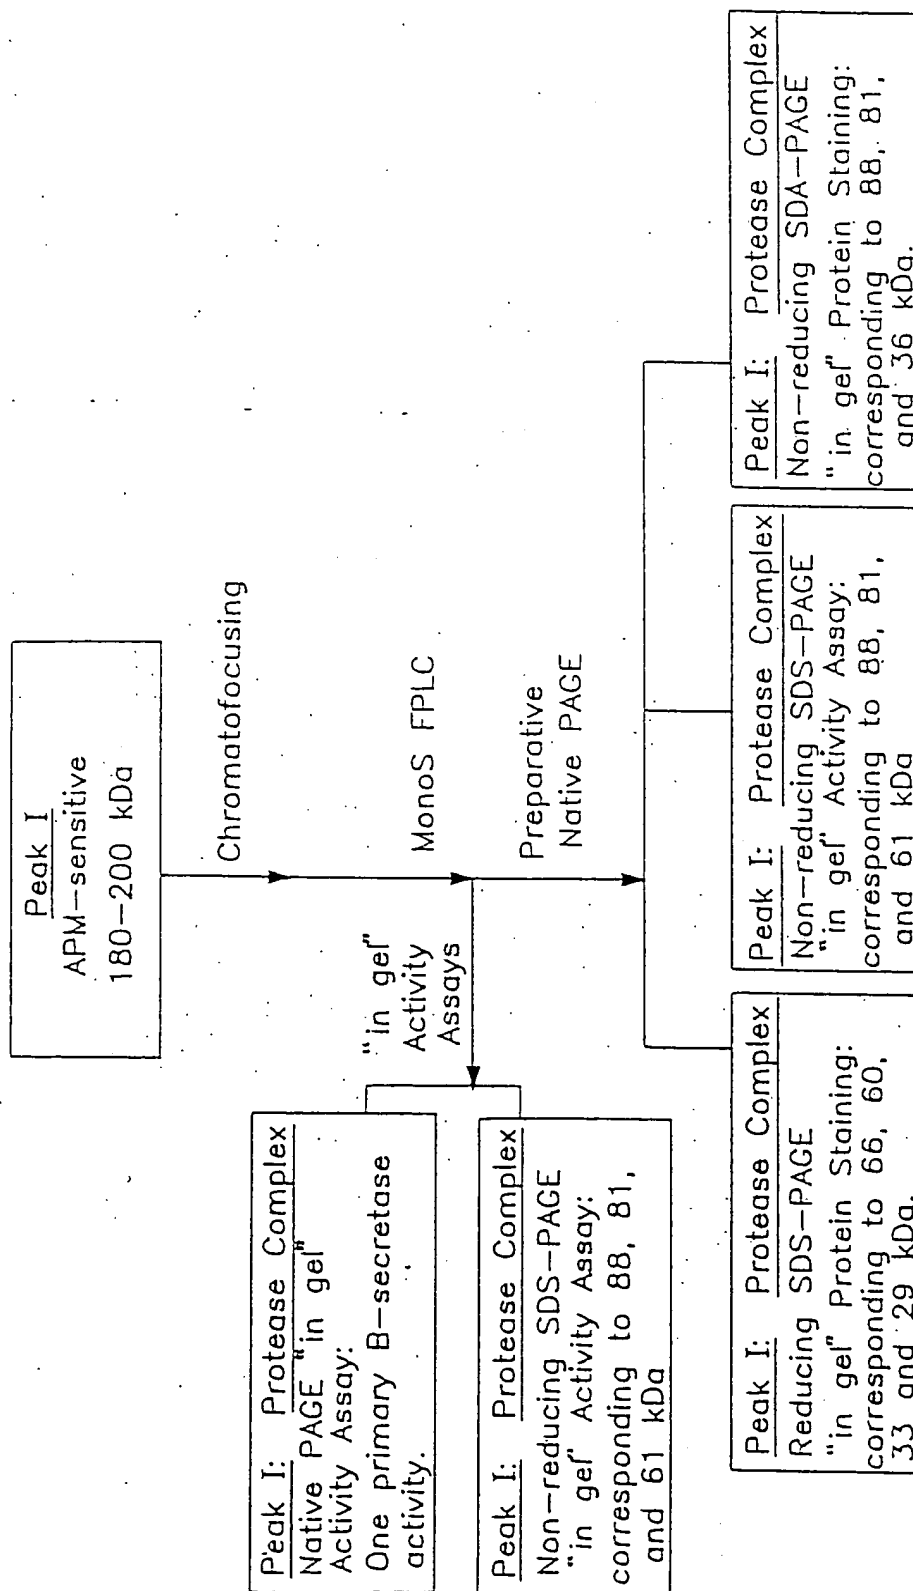 Peak I
APM-sensitive
180-200 kDa
Chromatofocusing
MonoS FPLC
"in gel"
Activity
Assays
Preparative
Native PAGE
Peak I: Protease Complex
Native PAGE "in gel"
Activity Assay:
One primary B-secretase
activity.
Peak I: Protease Complex
Non-reducing SDS-PAGE
"in gel" Activity Assay:
corresponding to 88, 81,
and 61 kDa
Peak I: Protease Complex
Reducing SDS-PAGE
"in gel" Protein Staining:
corresponding to 66, 60,
33 and 29 kDa.
Peak I: Protease Complex
Non-reducing SDS-PAGE
"in gel" Activity Assay:
corresponding to 88, 81,
and 61 kDa
Peak I: Protease Complex
Non-reducing SDA-PAGE
"in gel" Protein Staining:
corresponding to 88, 81,
and 36 kDa.